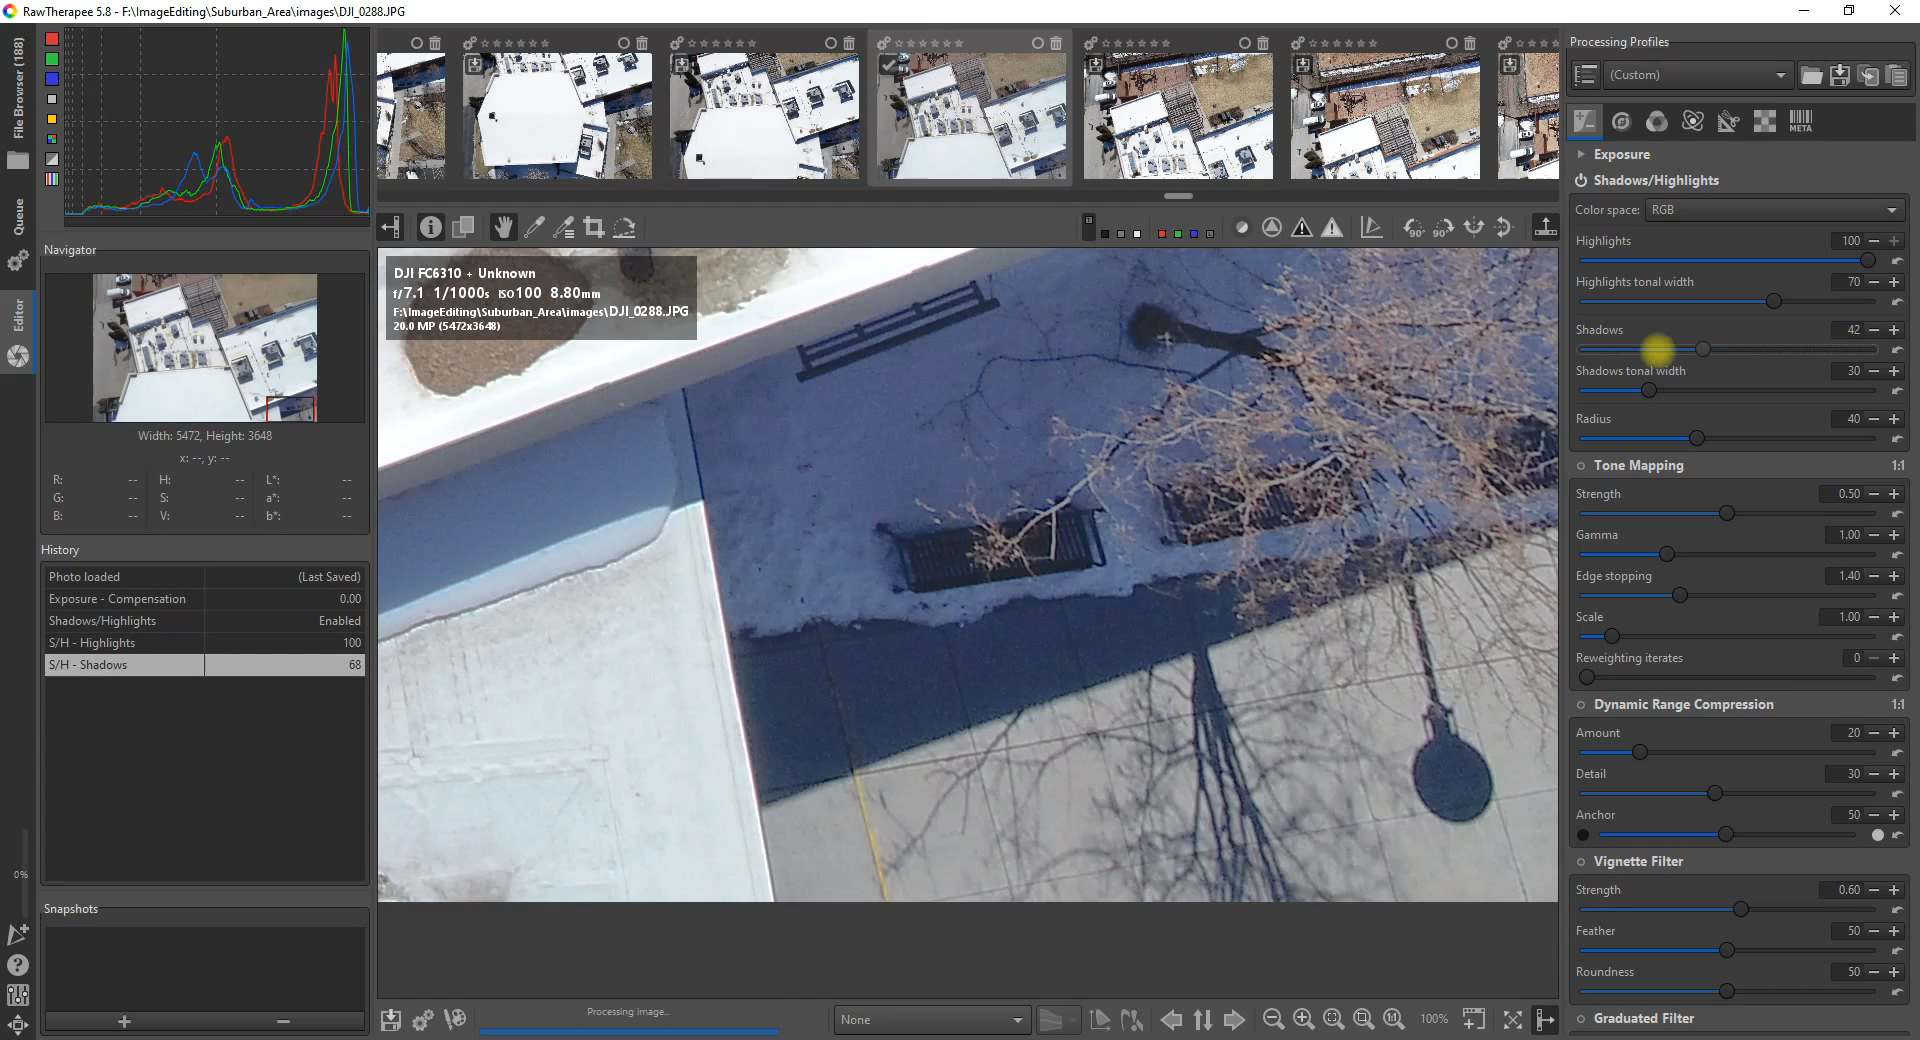 RawTherapee 5.8 - F:\ImageEditing\Suburban_Area\images\DJI_0288.JPG
File Browser (188)
Queue
Editor
0%
Navigator
Width: 5472, Height: 3648
x: --, y: --
R: -- H: -- L*: --
G: -- S: -- a*: --
B: -- V: -- b*: --
History
Photo loaded (Last Saved)
Exposure - Compensation 0.00
Shadows/Highlights Enabled
S/H - Highlights 100
S/H - Shadows 68
Snapshots
DJI FC6310 + Unknown
f/7.1 1/1000s ISO100 8.80mm
F:\ImageEditing\Suburban_Area\images\DJI_0288.JPG
20.0 MP (5472x3648)
Processing image...
None
1:1
100%
Processing Profiles
(Custom)
META
Exposure
Shadows/Highlights
Color space: RGB
Highlights 100
Highlights tonal width 70
Shadows 42
Shadows tonal width 30
Radius 40
Tone Mapping 1:1
Strength 0.50
Gamma 1.00
Edge stopping 1.40
Scale 1.00
Reweighting iterates 0
Dynamic Range Compression 1:1
Amount 20
Detail 30
Anchor 50
Vignette Filter
Strength 0.60
Feather 50
Roundness 50
Graduated Filter